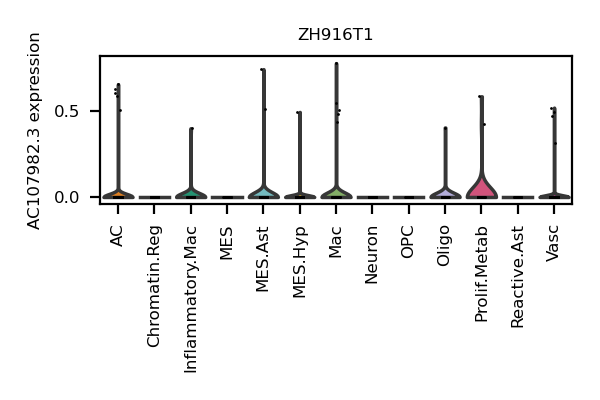 ZH916T1
AC107982.3 expression
0.5
0.0
AC
Chromatin.Reg
Inflammatory.Mac
MES
MES.Ast
MES.Hyp
Mac
Neuron
OPC
Oligo
Prolif.Metab
Reactive.Ast
Vasc